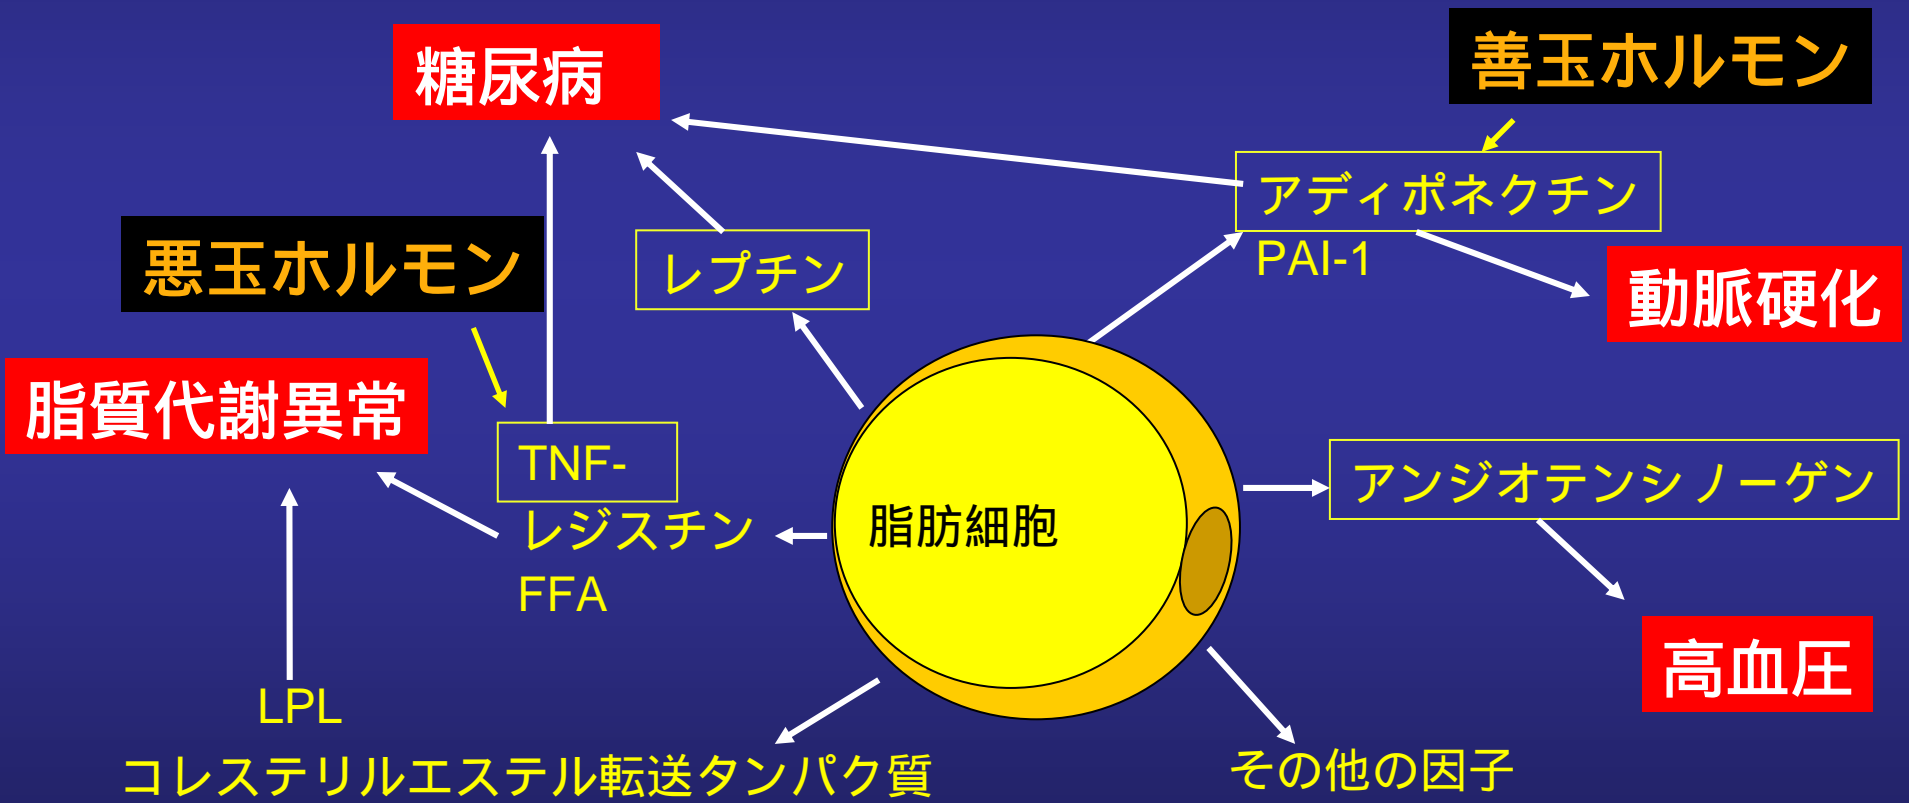 糖尿病
善玉ホルモン
アディポネクチン
PAI-1
悪玉ホルモン
レプチン
動脈硬化
脂質代謝異常
TNF-
レジスチン
FFA
脂肪細胞
アンジオテンシノーゲン
高血圧
LPL
コレステリルエステル転送タンパク質
その他の因子